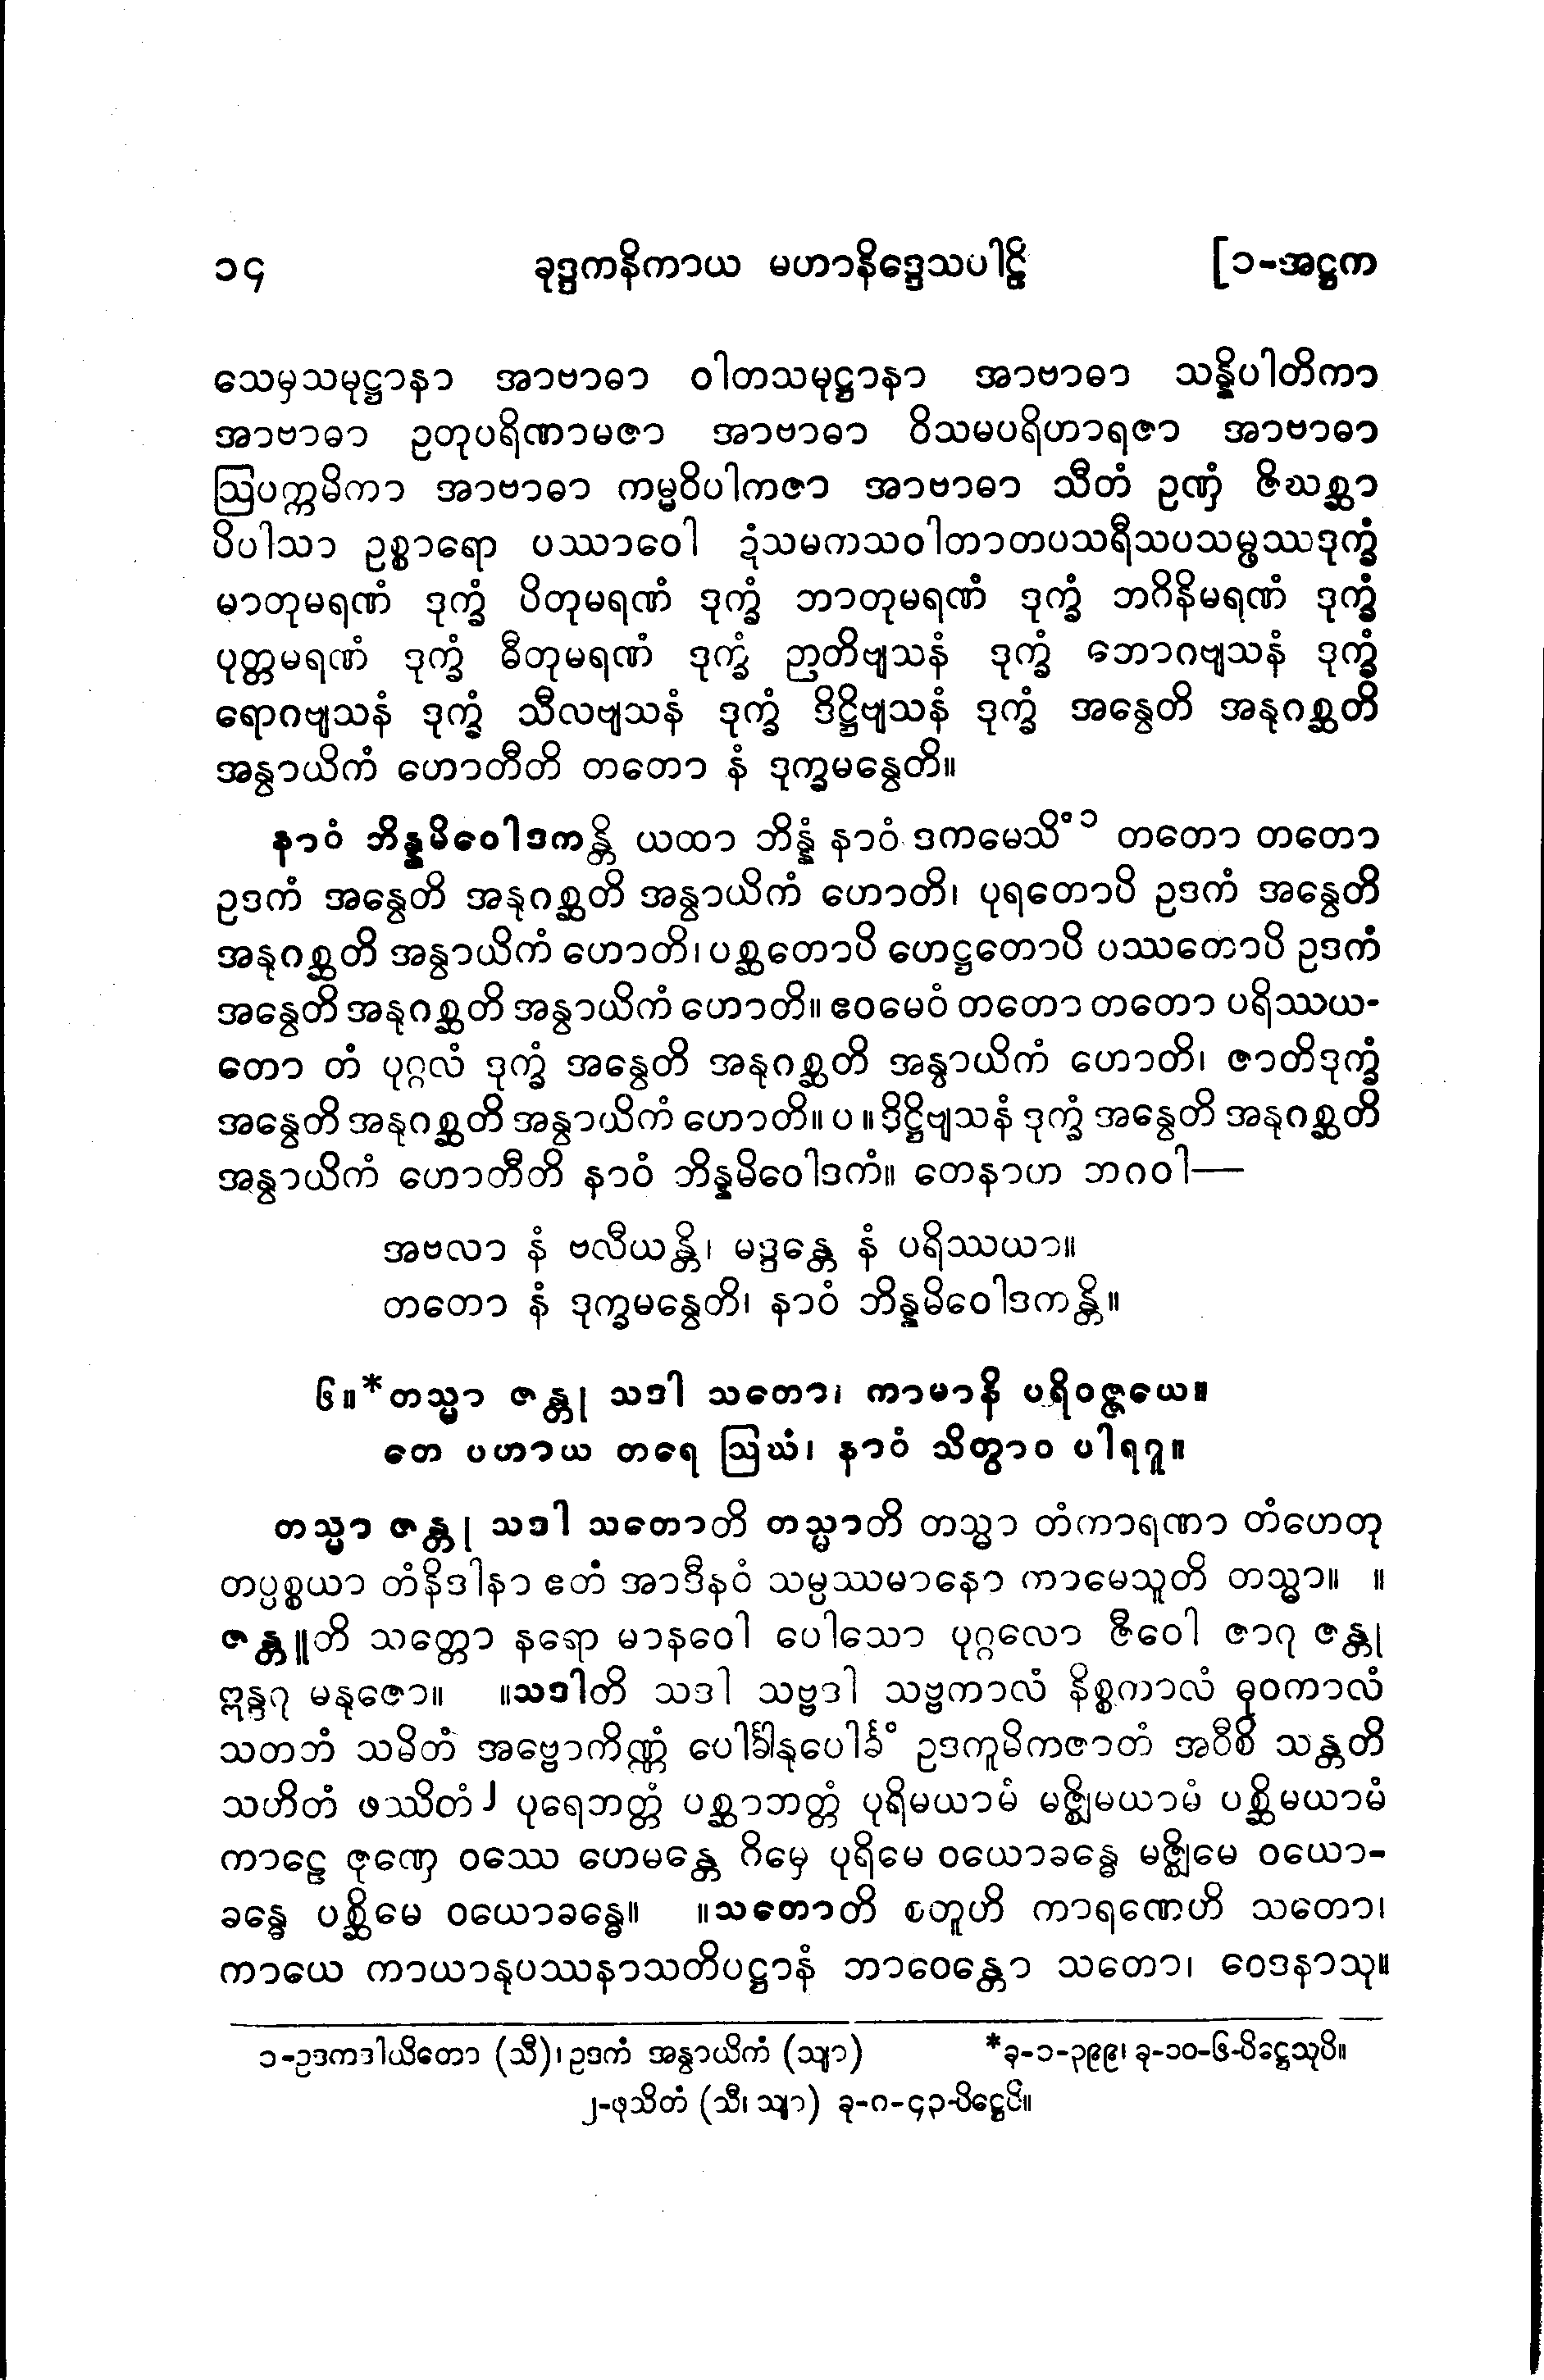 ၁၄ ခုဒ္ဒကနိကာယ မဟာနိဒ္ဒေသပါဠိ [၁-အဋ္ဌက
သေမှသမုဋ္ဌာနာ အာဗာဓာ ဝါတသမုဋ္ဌာနာ အာဗာဓာ သန္နိပါတိကာ
အာဗာဓာ ဥတုပရိဏာမဇာ အာဗာဓာ ဝိသမပရိဟာရဇာ အာဗာဓာ
ဩပက္ကမိကာ အာဗာဓာ ကမ္မဝိပါကဇာ အာဗာဓာ သီတံ ဥဏှံ ဇိဃစ္ဆာ
ပိပါသာ ဥစ္စာရော ပဿာဝေါ ဍံသမကသဝါတာတပသရီသပသမ္ဖဿဒုက္ခံ
မာတုမရဏံ ဒုက္ခံ ပိတုမရဏံ ဒုက္ခံ ဘာတုမရဏံ ဒုက္ခံ ဘဂိနိမရဏံ ဒုက္ခံ
ပုတ္တမရဏံ ဒုက္ခံ ဓီတုမရဏံ ဒုက္ခံ ဉာတိဗျသနံ ဒုက္ခံ ဘောဂဗျသနံ ဒုက္ခံ
ရောဂဗျသနံ ဒုက္ခံ သီလဗျသနံ ဒုက္ခံ ဒိဋ္ဌိဗျသနံ ဒုက္ခံ အနွေတိ အနုဂစ္ဆတိ
အနွာယိကံ ဟောတီတိ တတော နံ ဒုက္ခမနွေတိ။
နာဝံ ဘိန္နမိဝေါဒကန္တိ ယထာ ဘိန္နံ နာဝံ ဒကမေသိံ ၁ တတော တတော
ဥဒကံ အနွေတိ အနုဂစ္ဆတိ အနွာယိကံ ဟောတိ၊ ပုရတောပိ ဥဒကံ အနွေတိ
အနုဂစ္ဆတိ အနွာယိကံ ဟောတိ၊ ပစ္ဆတောပိ ဟေဋ္ဌတောပိ ပဿတောပိ ဥဒကံ
အနွေတိ အနုဂစ္ဆတိ အနွာယိကံ ဟောတိ။ ဧဝမေဝံ တတော တတော ပရိဿယ-
တော တံ ပုဂ္ဂလံ ဒုက္ခံ အနွေတိ အနုဂစ္ဆတိ အနွာယိကံ ဟောတိ၊ ဇာတိဒုက္ခံ
အနွေတိ အနုဂစ္ဆတိ အနွာယိကံ ဟောတိ။ ပ ။ ဒိဋ္ဌိဗျသနံ ဒုက္ခံ အနွေတိ အနုဂစ္ဆတိ
အနွာယိကံ ဟောတီတိ နာဝံ ဘိန္နမိဝေါဒကံ။ တေနာဟ ဘဂဝါ—
အဗလာ နံ ဗလီယန္တိ၊ မဒ္ဒန္တေ နံ ပရိဿယာ။
တတော နံ ဒုက္ခမနွေတိ၊ နာဝံ ဘိန္နမိဝေါဒကန္တိ။
၆။ *တသ္မာ ဇန္တု သဒါ သတော၊ ကာမာနိ ပရိဝဇ္ဇယေ။
တေ ပဟာယ တရေ ဩဃံ၊ နာဝံ သိတွာဝ ပါရဂူ။
တသ္မာ ဇန္တု သဒါ သတောတိ တသ္မာတိ တသ္မာ တံကာရဏာ တံဟေတု
တပ္ပစ္စယာ တံနိဒါနာ ဧတံ အာဒီနဝံ သမ္ပဿမာနော ကာမေသူတိ တသ္မာ။ ။
ဇန္တူတိ သတ္တော နရော မာနဝေါ ပေါသော ပုဂ္ဂလော ဇီဝေါ ဇာဂု ဇန္တု
ဣန္ဒဂု မနုဇော။ ။သဒါတိ သဒါ သဗ္ဗဒါ သဗ္ဗကာလံ နိစ္စကာလံ ဓုဝကာလံ
သတတံ သမိတံ အဗ္ဗောကိဏ္ဏံ ပေါင်္ခါနုပေါင်္ခံ ဥဒကူမိကဇာတံ အဝီစိ သန္တတိ
သဟိတံ ဖဿိတံ ၂ ပုရေဘတ္တံ ပစ္ဆာဘတ္တံ ပုရိမယာမံ မဇ္ဈိမယာမံ ပစ္ဆိမယာမံ
ကာဠေ ဇုဏှေ ဝဿေ ဟေမန္တေ ဂိမှေ ပုရိမေ ဝယောခန္ဓေ မဇ္ဈိမေ ဝယော-
ခန္ဓေ ပစ္ဆိမေ ဝယောခန္ဓေ။ ။သတောတိ စတူဟိ ကာရဏေဟိ သတော၊
ကာယေ ကာယာနုပဿနာသတိပဋ္ဌာနံ ဘာဝေန္တော သတော၊ ဝေဒနာသု။
၁-ဥဒကဒါယိတော (သီ)၊ ဥဒကံ အနွာယိကံ (သျာ) *ခု-၁-၃၉၉၊ ခု-၁၀-၆-ပိဋ္ဌေသုပိ။
၂-ဖုသိတံ (သီ၊ သျာ) ခု-ဂ-၄၃-ပိဋ္ဌေပိ။